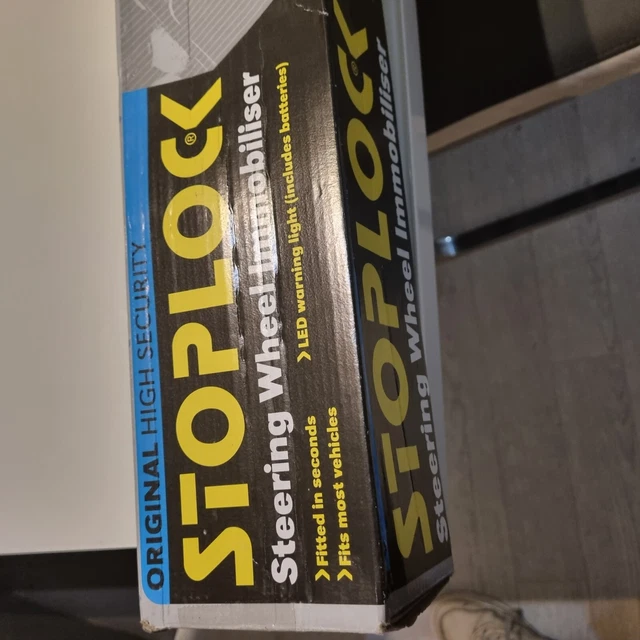 ORIGINAL HIGH SECURITY
STOPLOCK®
Steering Wheel Immobiliser
❯Fitted in seconds
❯Fits most vehicles
❯LED warning light (includes batteries)
STOPLOCK®
Steering Wheel Immobiliser